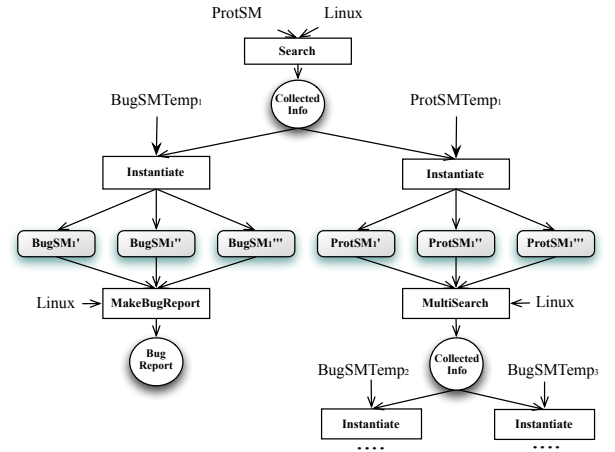 ProtSM Linux
Search
Collected
Info
BugSMTemp₁ ProtSMTemp₁
Instantiate Instantiate
BugSM₁' BugSM₁'' BugSM₁''' ProtSM₁' ProtSM₁'' ProtSM₁'''
Linux MakeBugReport MultiSearch Linux
Bug
Report
Collected
Info
BugSMTemp₂ BugSMTemp₃
Instantiate Instantiate
.... ....